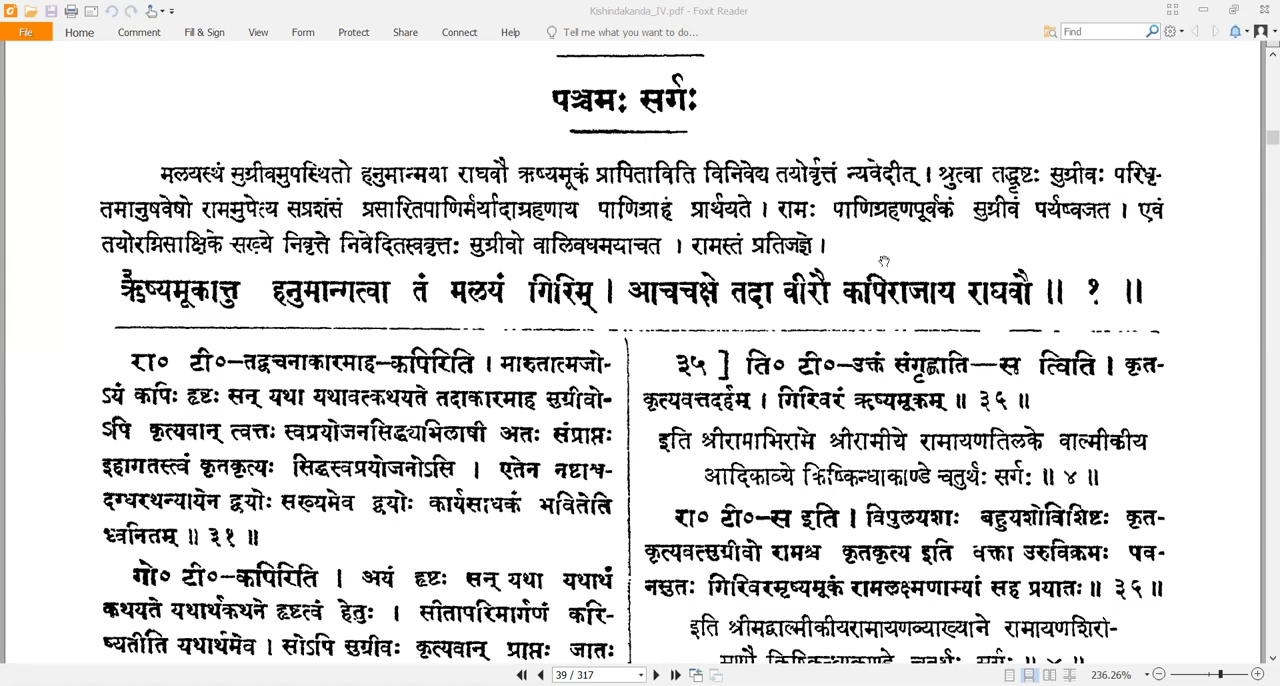 Kishindakanda_IV.pdf - Foxit Reader
File Home Comment Fill & Sign View Form Protect Share Connect Help Tell me what you want to do... Find
पञ्चमः सर्गः
मलयस्थं सुग्रीवमुपस्थितो हनुमान्मया राघवौ ऋष्यमूकं प्रापिताविति विनिवेद्य तयोर्वृत्तं न्यवेदीत् । श्रुत्वा तद्धृष्टः सुग्रीवः परिधृ-
तमानुषवेषो राममुपेत्य सप्रशंसं प्रसारितपाणिर्मर्यादाग्रहणाय पाणिग्राहं प्रार्थयते । रामः पाणिग्रहणपूर्वकं सुग्रीवं पर्यष्वजत । एवं
तयोरग्निसाक्षिके सख्ये निवृत्ते निवेदितस्ववृत्तः सुग्रीवो वालिवधमयाचत । रामस्तं प्रतिजज्ञे ।
ऋष्यमूकात्तु हनुमान्गत्वा तं मलयं गिरिम् । आचचक्षे तदा वीरौ कपिराजाय राघवौ ॥ १ ॥
रा० टी०-तद्वचनाकारमाह-कपिरिति । मारुतात्मजो-
ऽयं कपिः हृष्टः सन् यथा यथावत्कथयते तदाकारमाह सुग्रीवो-
ऽपि कृत्यवान् त्वत्तः स्वप्रयोजनसिद्ध्यभिलाषी अतः संप्राप्तः
इहागतस्त्वं कृतकृत्यः सिद्धस्वप्रयोजनोऽसि । एतेन नष्टाश्व-
दग्धरथन्यायेन द्वयोः सख्यमेव द्वयोः कार्यसाधकं भवितेति
ध्वनितम् ॥ ३१ ॥
गो० टी०-कपिरिति । अयं हृष्टः सन् यथा यथार्थं
कथयते यथार्थकथने हृष्टत्वं हेतुः । सीतापरिमार्गणं करि-
ष्यतीति यथार्थमेव । सोऽपि सुग्रीवः कृत्यवान् प्राप्तः जातः
३५ ] ति० टी०-उक्तं संगृह्णाति—स त्विति । कृत-
कृत्यवत्तदर्हम् । गिरिवरं ऋष्यमूकम् ॥ ३६ ॥
इति श्रीरामाभिरामे श्रीरामीये रामायणतिलके वाल्मीकीय
आदिकाव्ये किष्किन्धाकाण्डे चतुर्थः सर्गः ॥ ४ ॥
रा० टी०-स इति । विपुलयशाः बहुयशोविशिष्टः कृत-
कृत्यवत्सुग्रीवो रामश्च कृतकृत्य इति वक्ता उरुविक्रमः पव-
नसुतः गिरिवरमृष्यमूकं रामलक्ष्मणाभ्यां सह प्रयातः ॥ ३६ ॥
इति श्रीमद्वाल्मीकीयरामायणव्याख्याने रामायणशिरो-
मणौ किष्किन्धाकाण्डे चतुर्थः सर्गः ॥ ४ ॥
39 / 317 236.26%